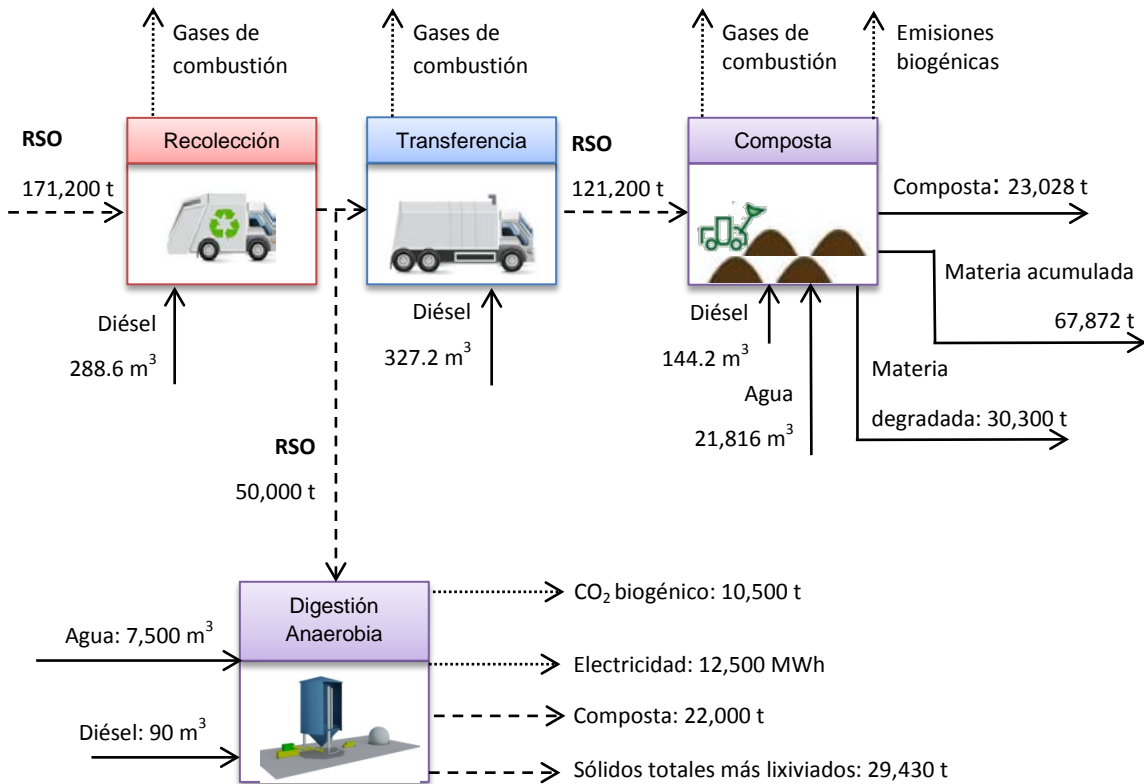 Gases de
combustión
Gases de
combustión
Gases de
combustión
Emisiones
biogénicas
RSO
171,200 t
Recolección
Transferencia
RSO
121,200 t
Composta
Composta: 23,028 t
Materia acumulada
67,872 t
Diésel
288.6 m³
Diésel
327.2 m³
Diésel
144.2 m³
Agua
21,816 m³
Materia
degradada: 30,300 t
RSO
50,000 t
Digestión
Anaerobia
Agua: 7,500 m³
Diésel: 90 m³
CO₂ biogénico: 10,500 t
Electricidad: 12,500 MWh
Composta: 22,000 t
Sólidos totales más lixiviados: 29,430 t